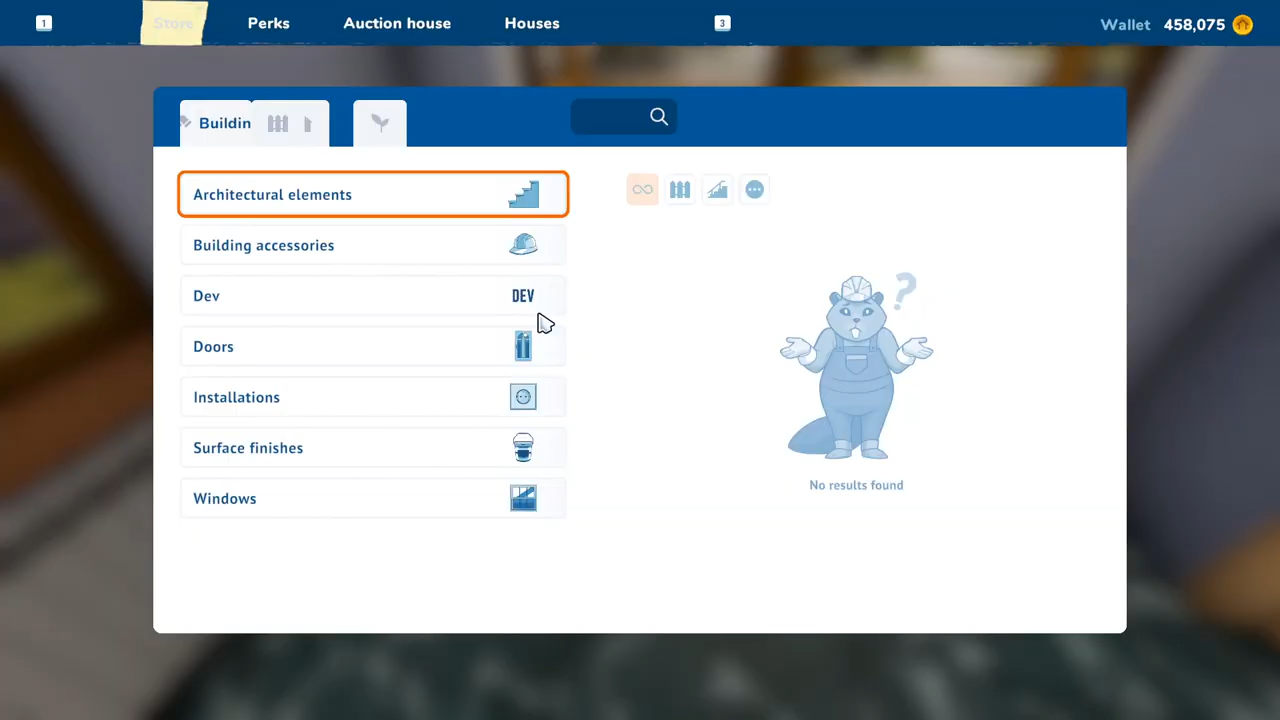 1
Store
Perks
Auction house
Houses
3
Wallet 458,075
Buildin
Architectural elements
Building accessories
Dev
DEV
Doors
Installations
Surface finishes
Windows
No results found